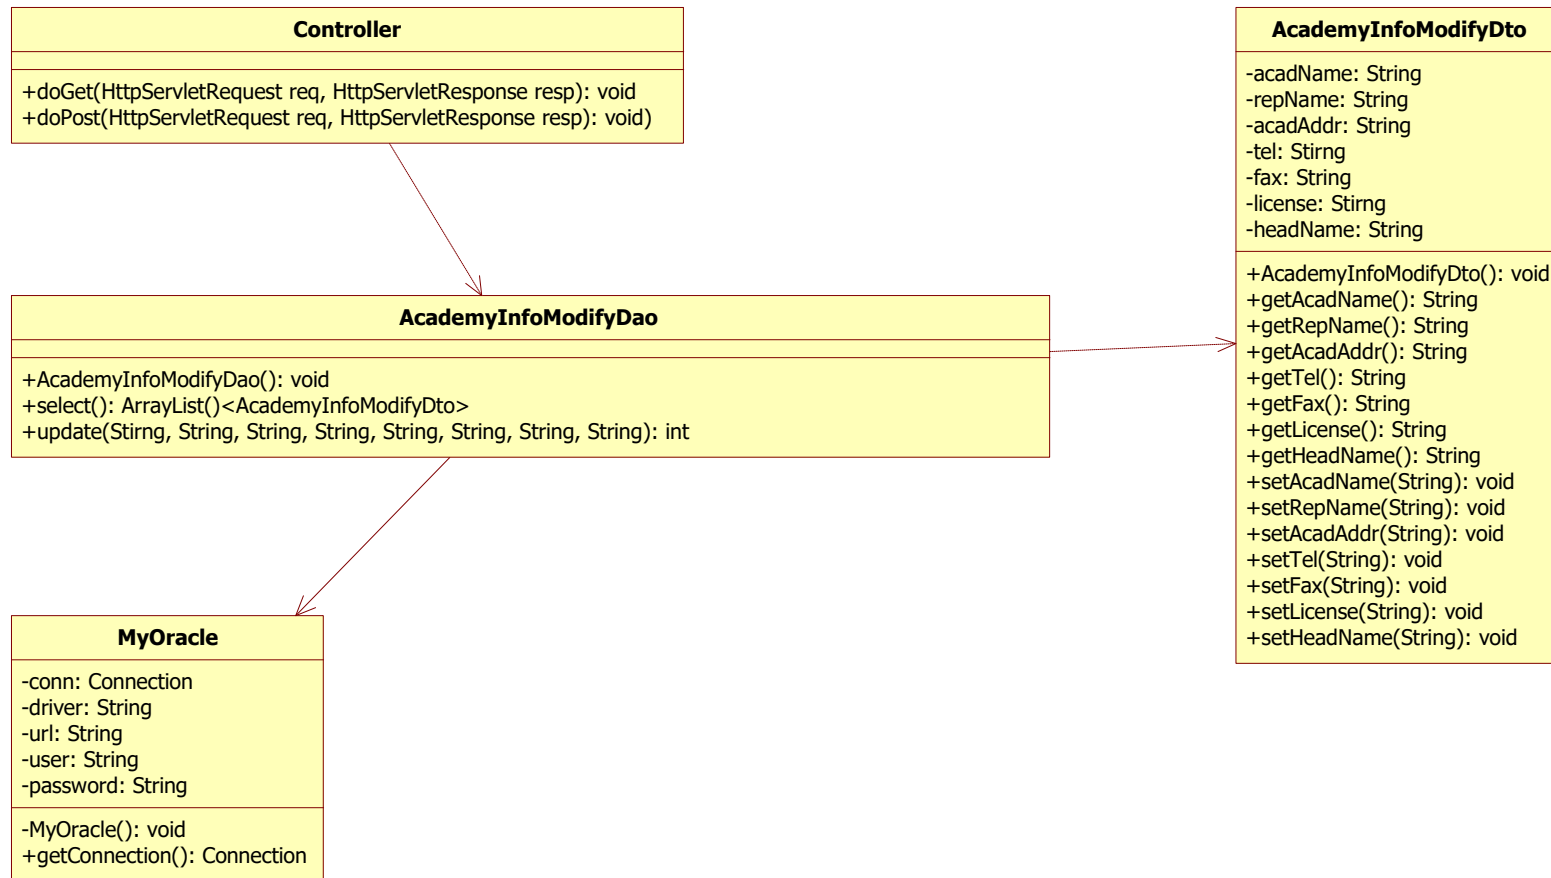 Controller
+doGet(HttpServletRequest req, HttpServletResponse resp): void
+doPost(HttpServletRequest req, HttpServletResponse resp): void)
AcademyInfoModifyDao
+AcademyInfoModifyDao(): void
+select(): ArrayList()<AcademyInfoModifyDto>
+update(Stirng, String, String, String, String, String, String, String): int
MyOracle
-conn: Connection
-driver: String
-url: String
-user: String
-password: String
-MyOracle(): void
+getConnection(): Connection
AcademyInfoModifyDto
-acadName: String
-repName: String
-acadAddr: String
-tel: Stirng
-fax: String
-license: Stirng
-headName: String
+AcademyInfoModifyDto(): void
+getAcadName(): String
+getRepName(): String
+getAcadAddr(): String
+getTel(): String
+getFax(): String
+getLicense(): String
+getHeadName(): String
+setAcadName(String): void
+setRepName(String): void
+setAcadAddr(String): void
+setTel(String): void
+setFax(String): void
+setLicense(String): void
+setHeadName(String): void